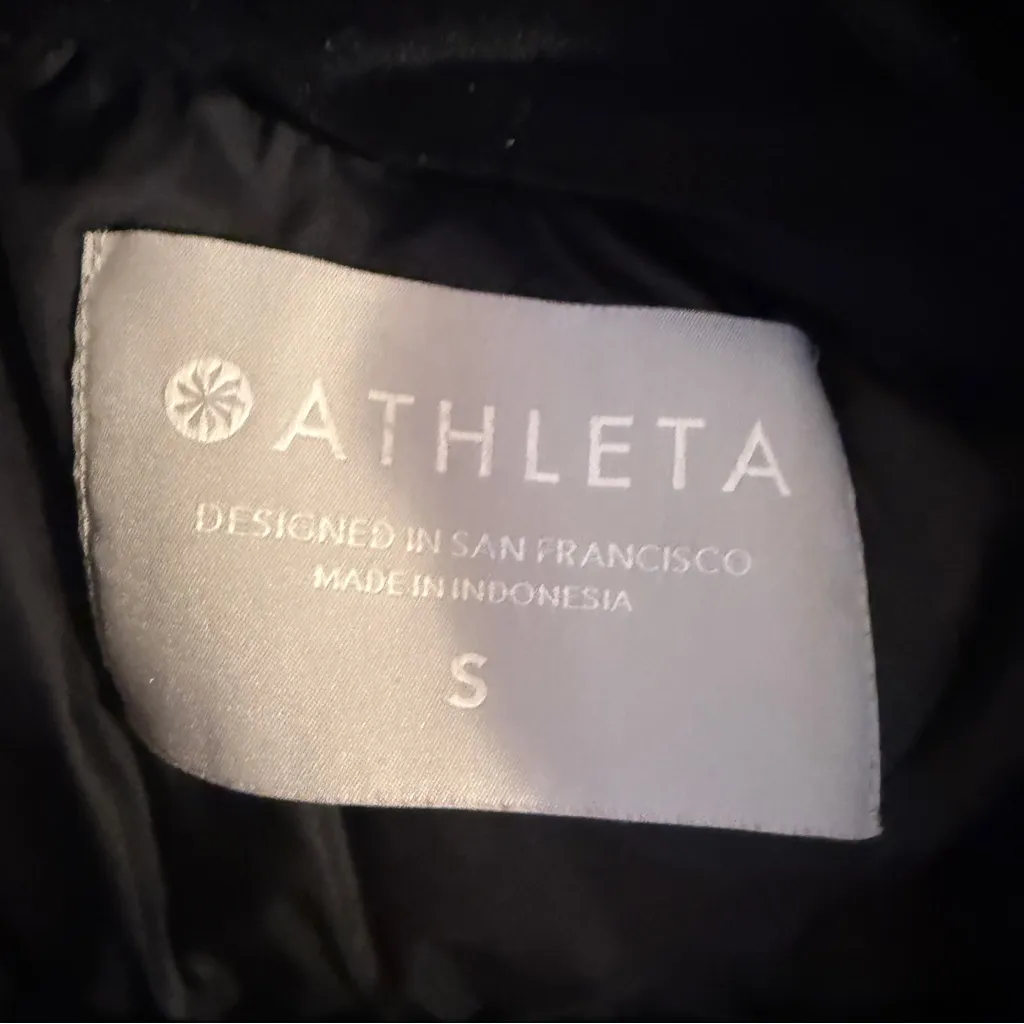 ATHLETA
DESIGNED IN SAN FRANCISCO
MADE IN INDONESIA
S